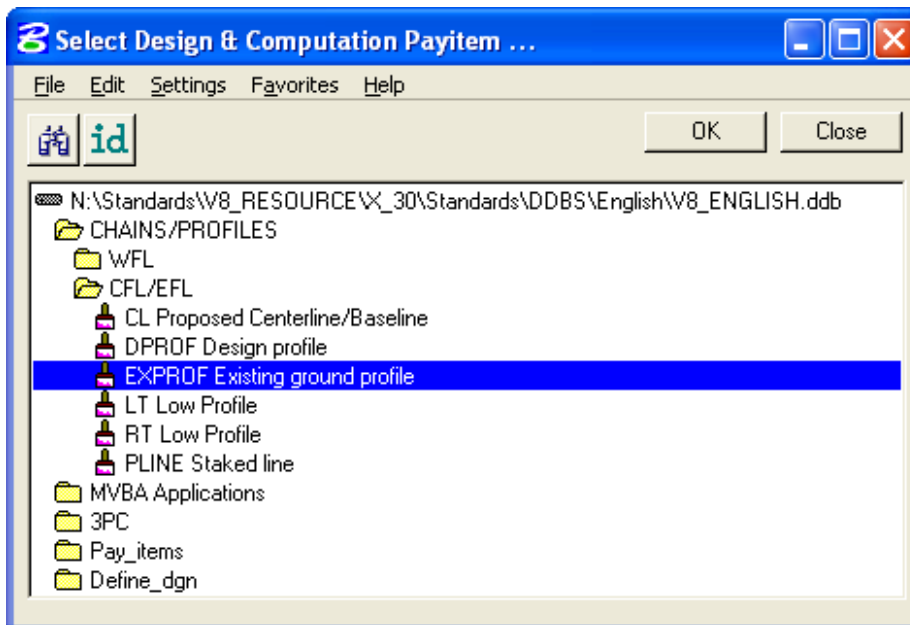 Select Design & Computation Payitem ...
File Edit Settings Favorites Help
id OK Close
N:\Standards\V8_RESOURCE\X_30\Standards\DDBS\English\V8_ENGLISH.ddb
CHAINS/PROFILES
WFL
CFL/EFL
CL Proposed Centerline/Baseline
DPROF Design profile
EXPROF Existing ground profile
LT Low Profile
RT Low Profile
PLINE Staked line
MVBA Applications
3PC
Pay_items
Define_dgn